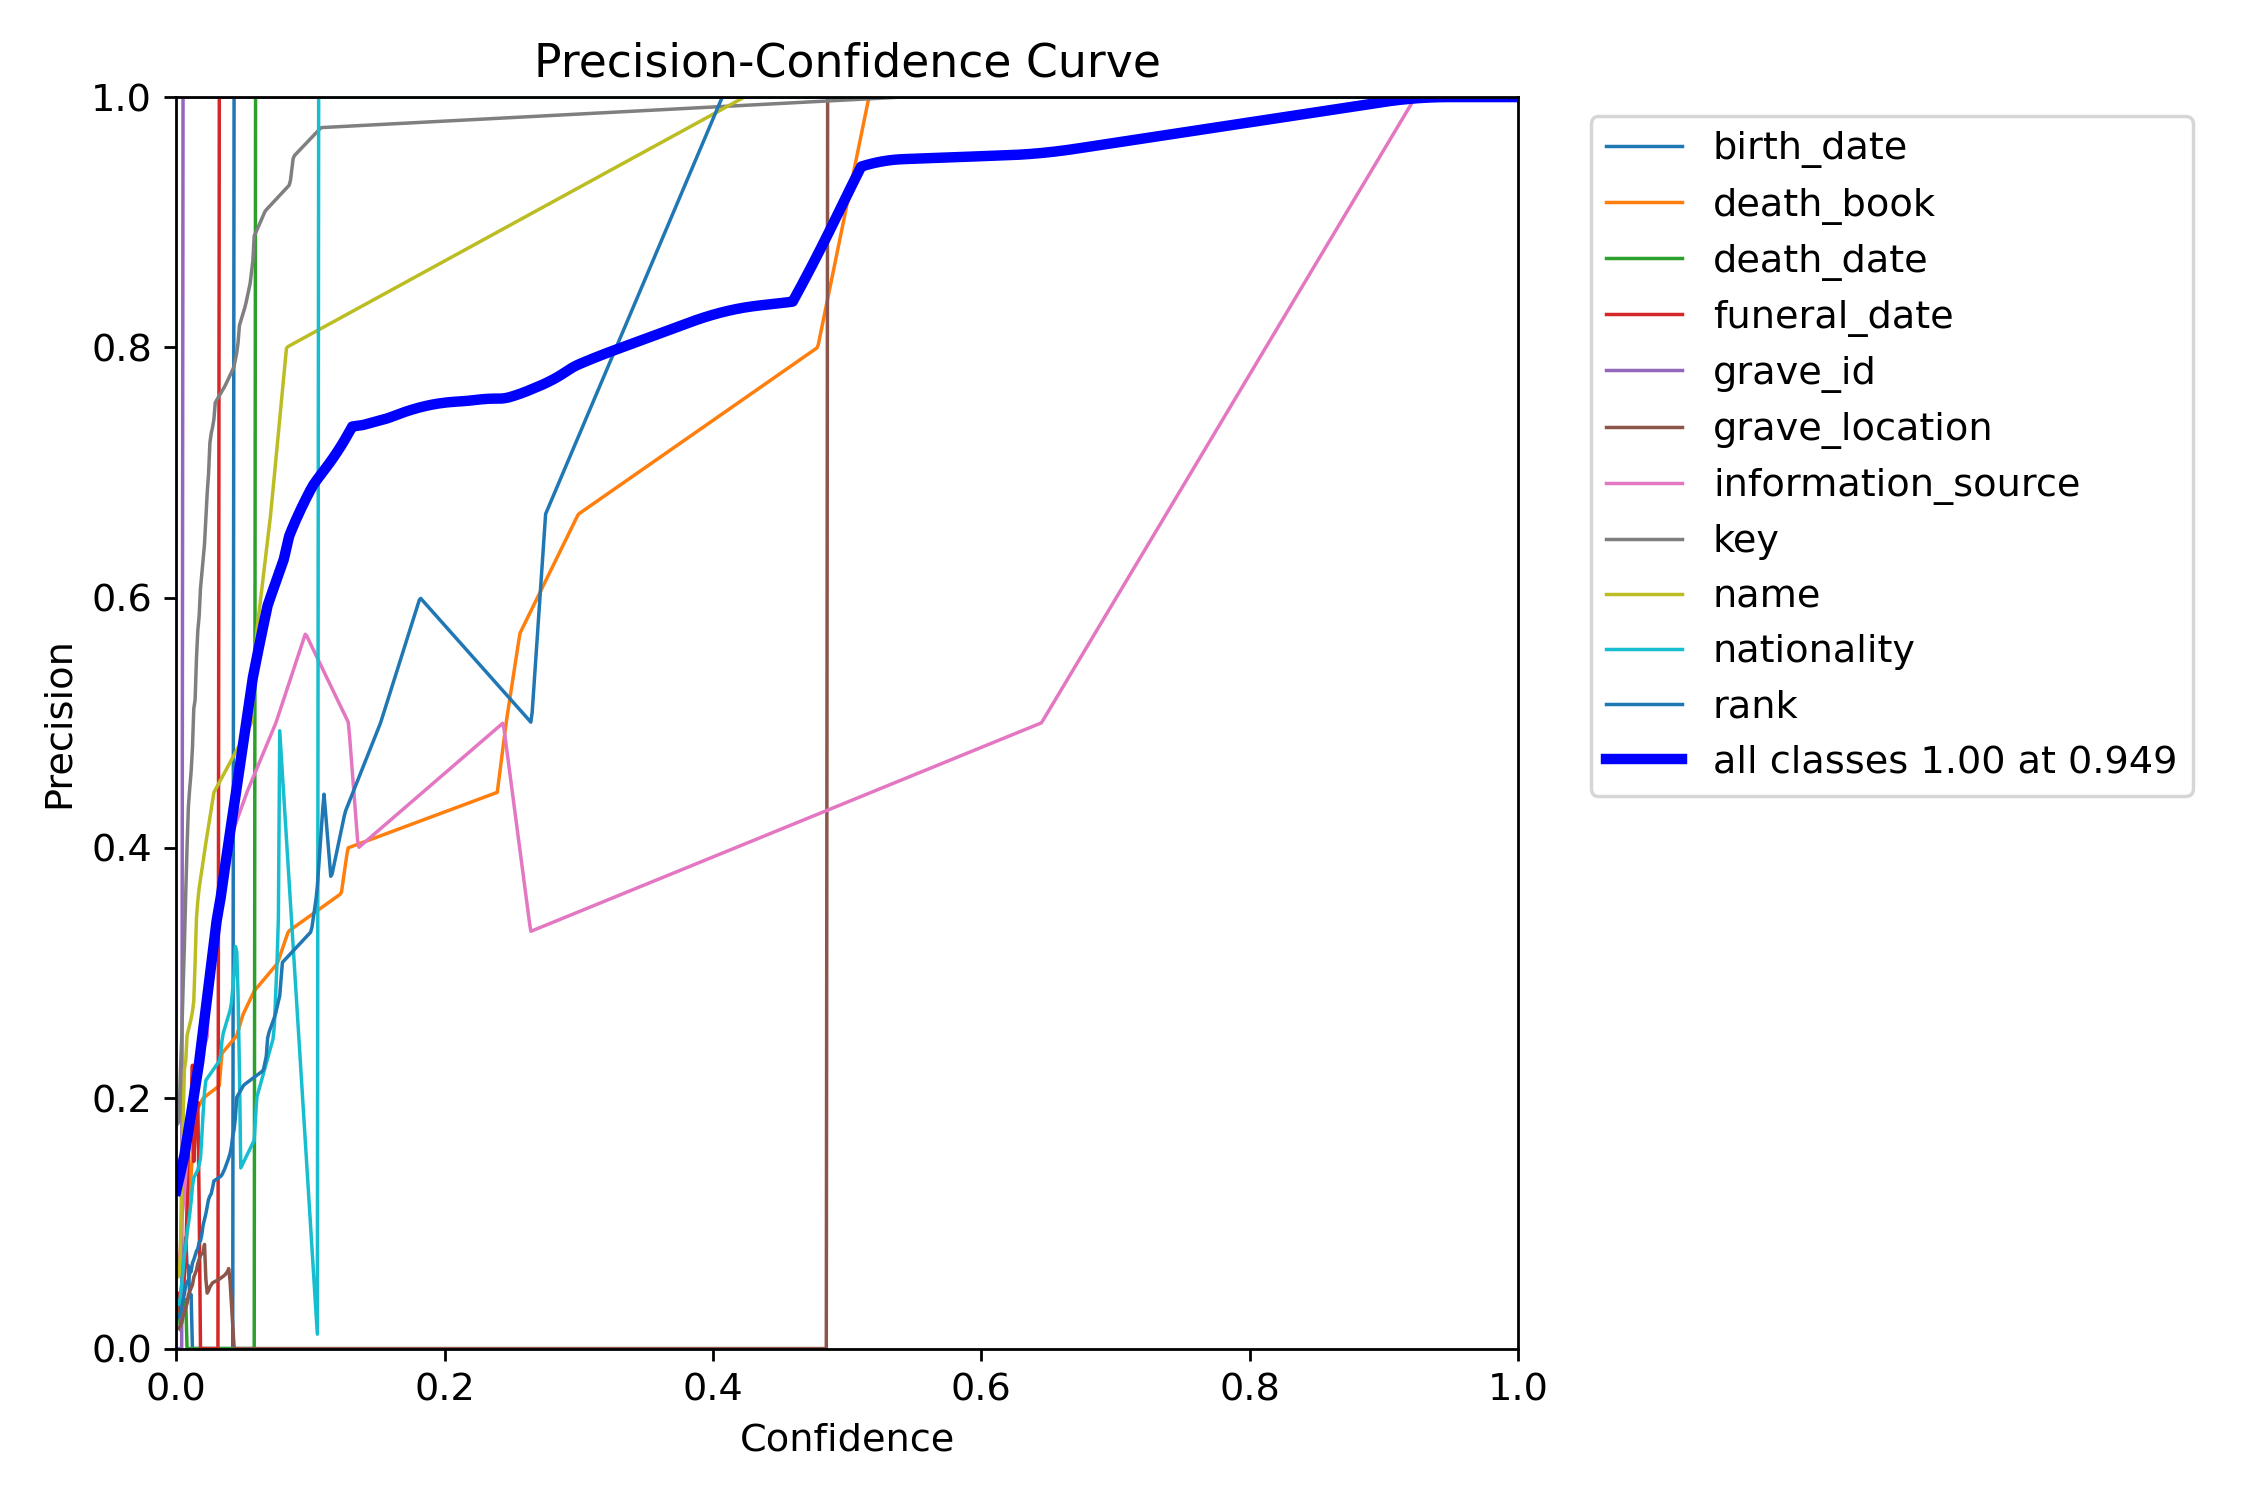 Precision-Confidence Curve
1.0
0.8
0.6
0.4
0.2
0.0
Precision
0.0 0.2 0.4 0.6 0.8 1.0
Confidence
birth_date
death_book
death_date
funeral_date
grave_id
grave_location
information_source
key
name
nationality
rank
all classes 1.00 at 0.949